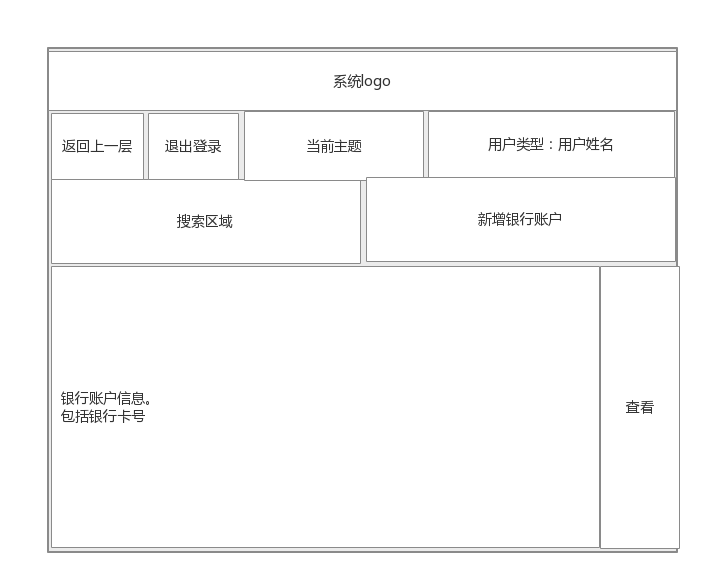 系统logo
返回上一层
退出登录
当前主题
用户类型：用户姓名
搜索区域
新增银行账户
银行账户信息。
包括银行卡号
查看